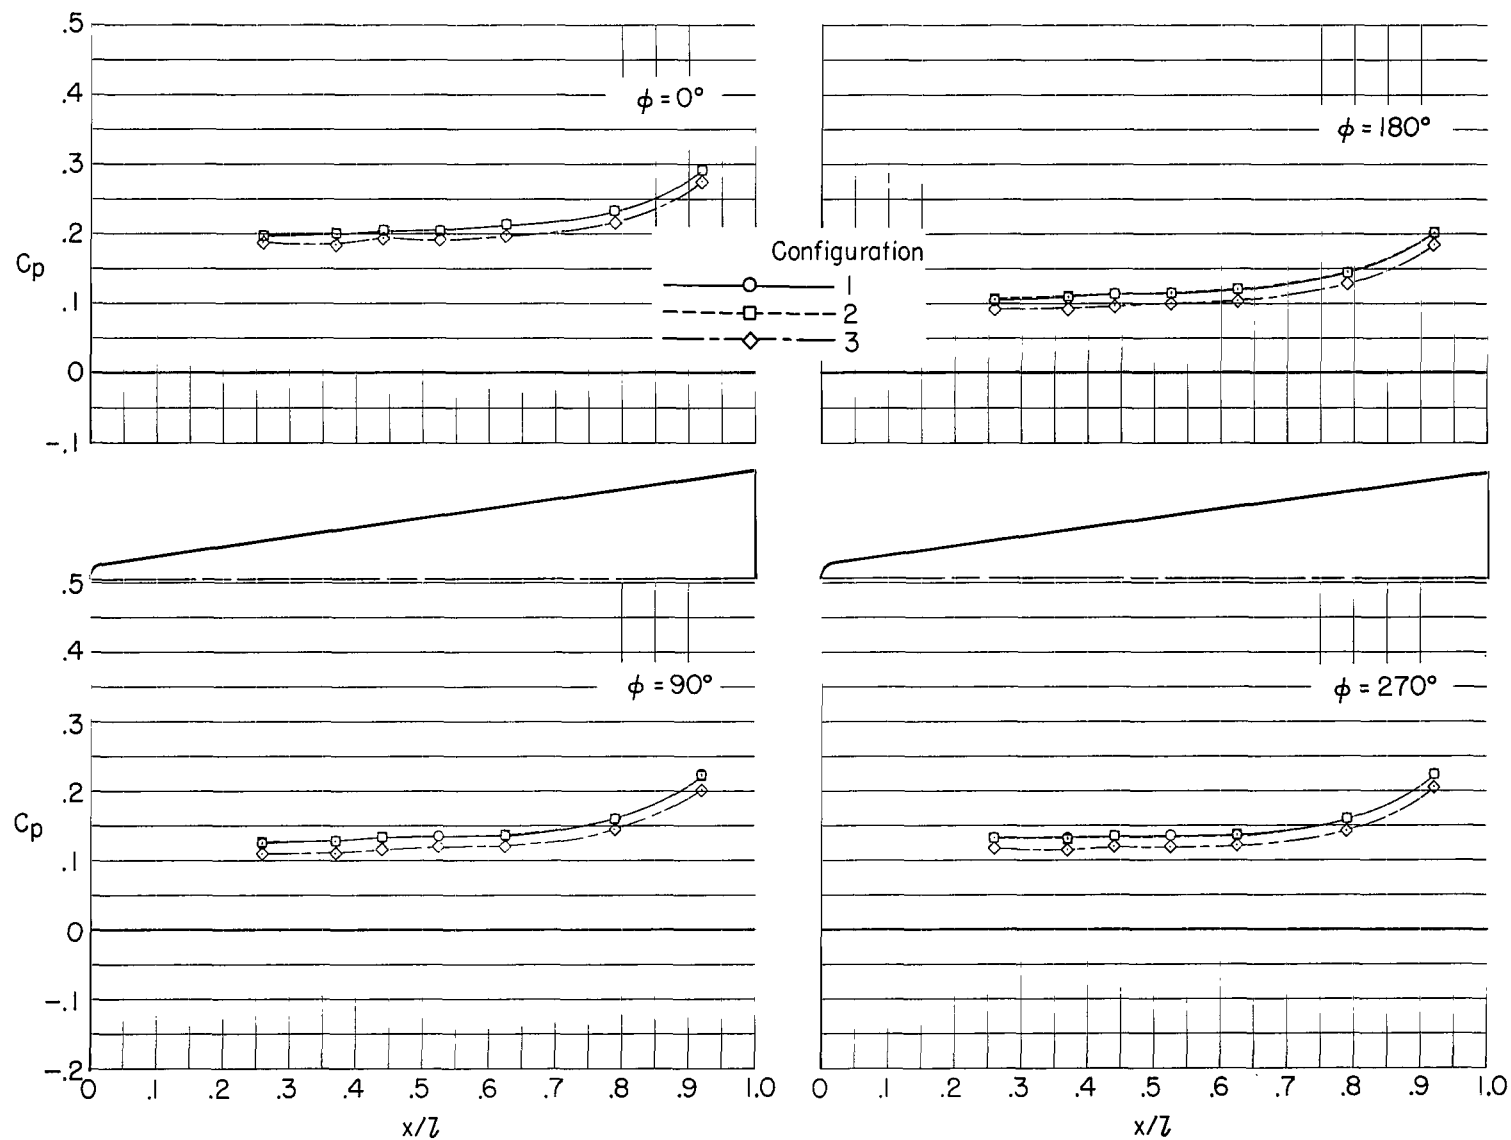 .5
.4
.3
.2
.1
0
-.1
Cp
φ = 0°
φ = 180°
Configuration
1
2
3
.5
.4
.3
.2
.1
0
-.1
-.2
Cp
φ = 90°
φ = 270°
0 .1 .2 .3 .4 .5 .6 .7 .8 .9 1.0
x/l
0 .1 .2 .3 .4 .5 .6 .7 .8 .9 1.0
x/l